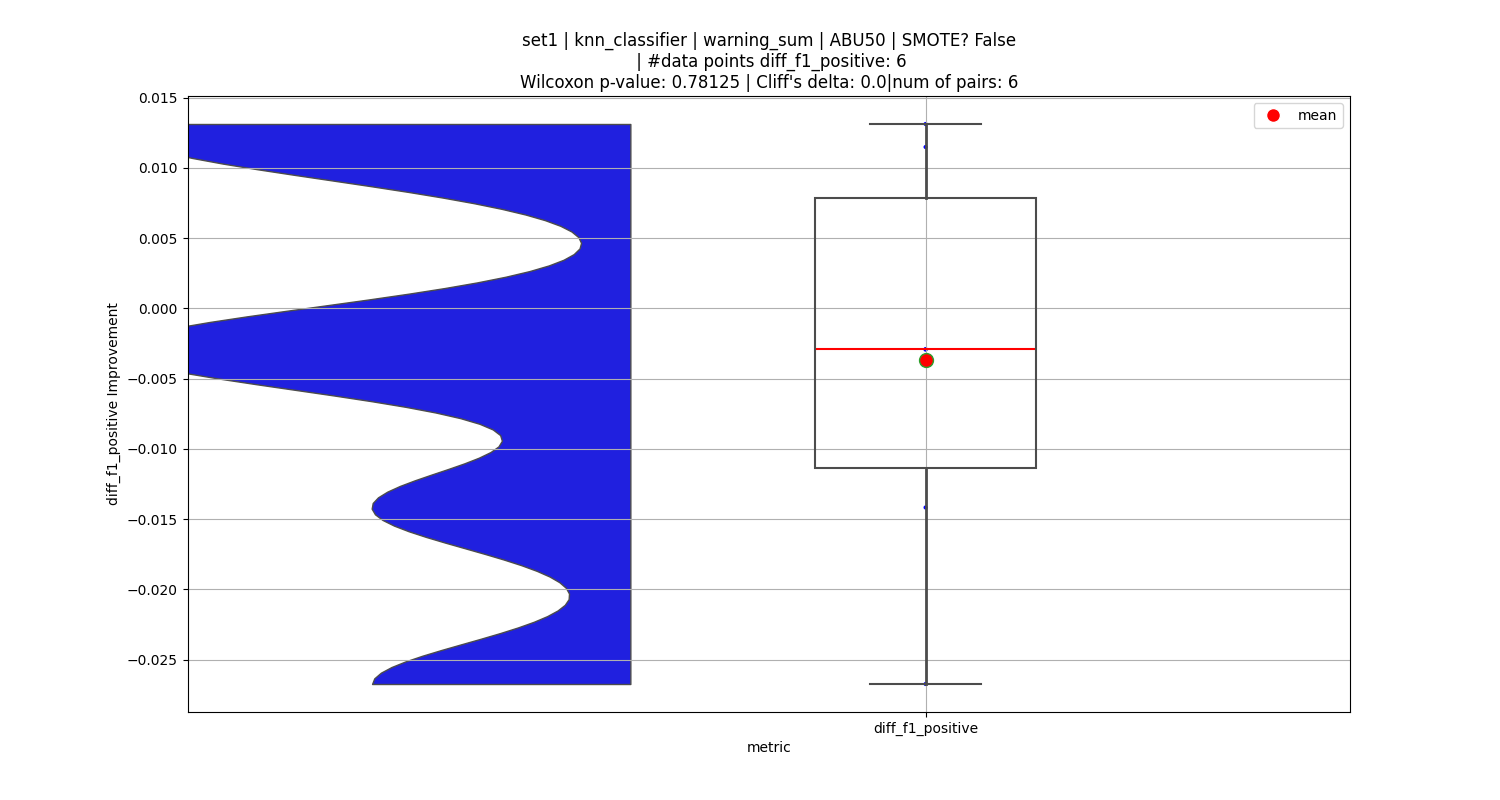 set1 | knn_classifier | warning_sum | ABU50 | SMOTE? False
| #data points diff_f1_positive: 6
Wilcoxon p-value: 0.78125 | Cliff's delta: 0.0|num of pairs: 6
mean
0.015
0.010
0.005
0.000
−0.005
−0.010
−0.015
−0.020
−0.025
diff_f1_positive Improvement
diff_f1_positive
metric